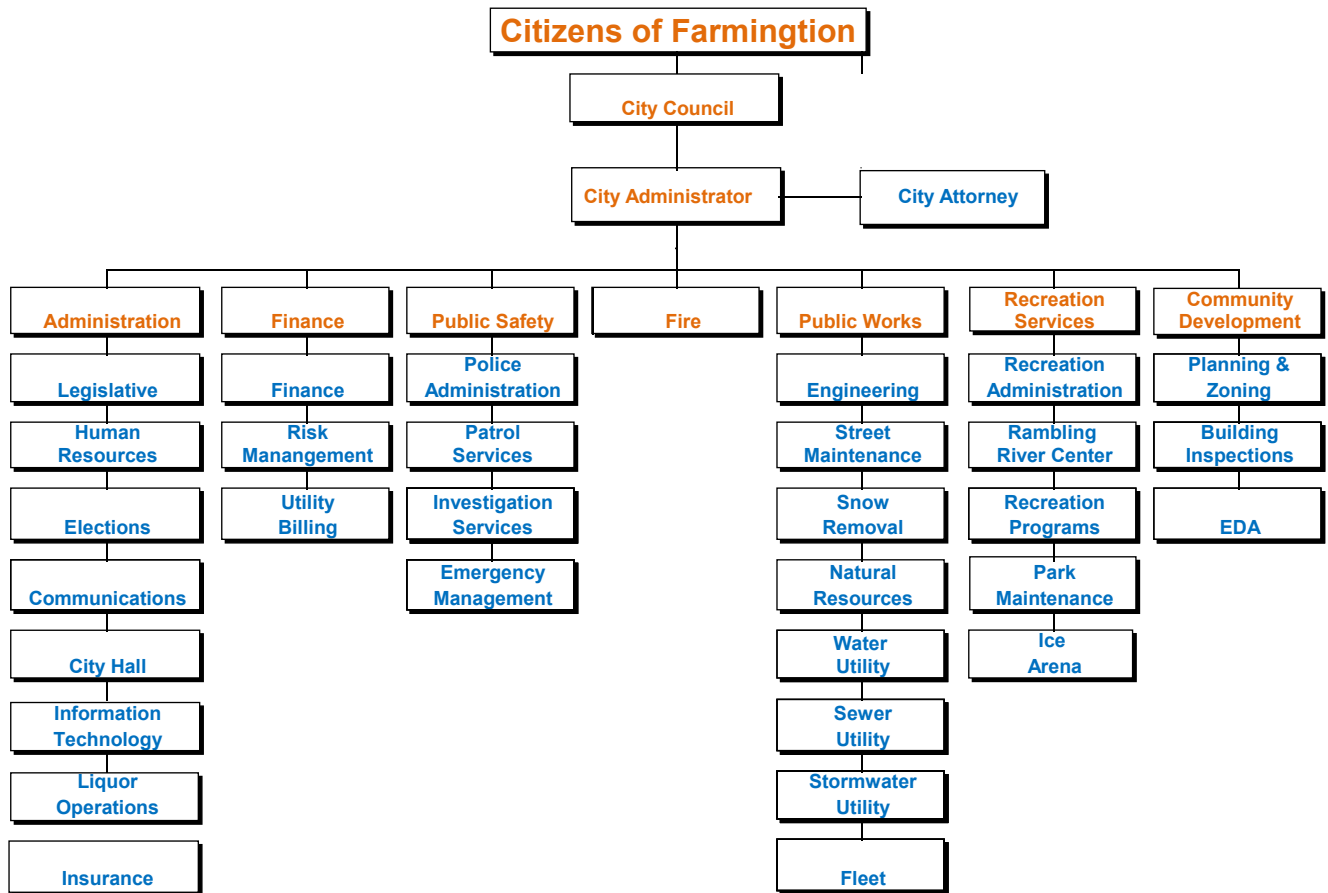 Citizens of Farmingtion
City Council
City Administrator
City Attorney
Administration
Finance
Public Safety
Fire
Public Works
Recreation
Services
Community
Development
Legislative
Human
Resources
Elections
Communications
City Hall
Information
Technology
Liquor
Operations
Insurance
Finance
Risk
Manangement
Utility
Billing
Police
Administration
Patrol
Services
Investigation
Services
Emergency
Management
Engineering
Street
Maintenance
Snow
Removal
Natural
Resources
Water
Utility
Sewer
Utility
Stormwater
Utility
Fleet
Recreation
Administration
Rambling
River Center
Recreation
Programs
Park
Maintenance
Ice
Arena
Planning &
Zoning
Building
Inspections
EDA